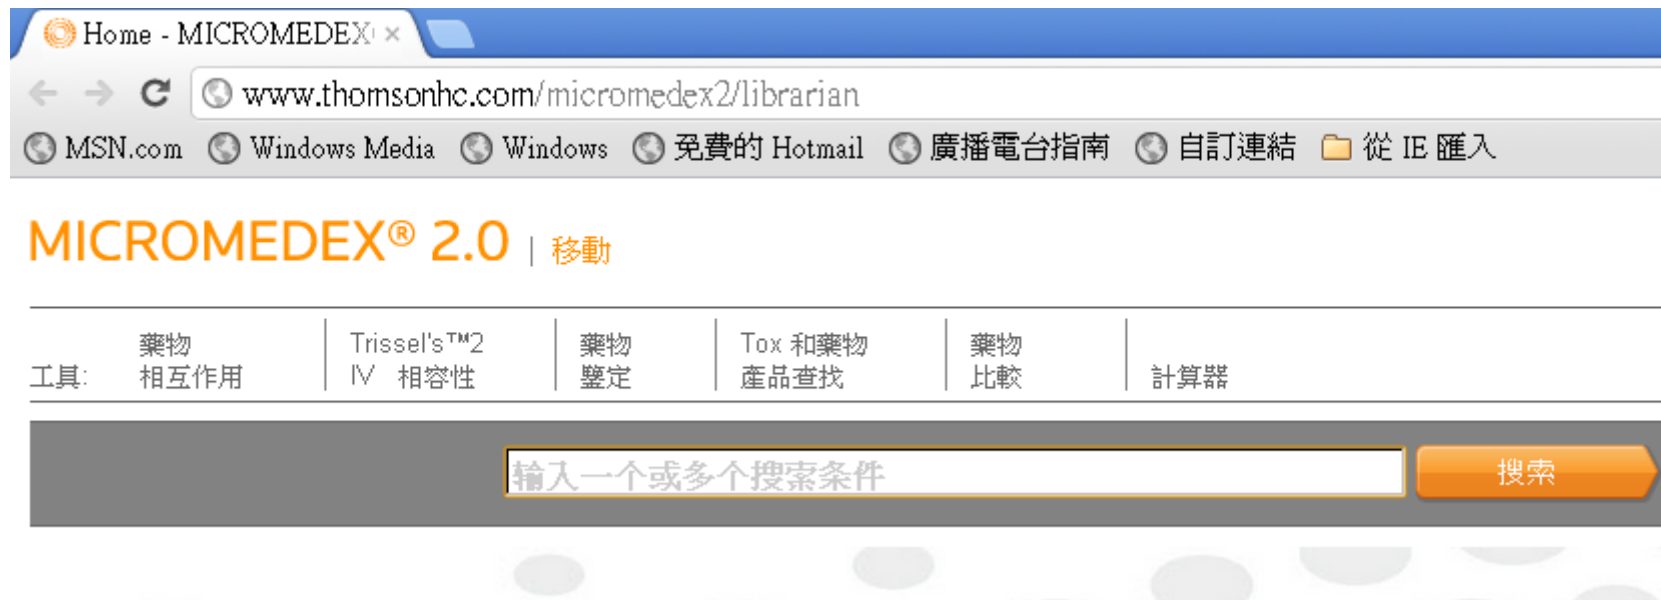 Home - MICROMEDEX
www.thomsonhc.com/micromedex2/librarian
MSN.com Windows Media Windows 免費的 Hotmail 廣播電台指南 自訂連結 從 IE 匯入
MICROMEDEX® 2.0 | 移動
藥物 Trissel's™2 藥物 Tox 和藥物 藥物
工具: 相互作用 IV 相容性 鑒定 產品查找 比較 計算器
输入一个或多个搜索条件 搜索